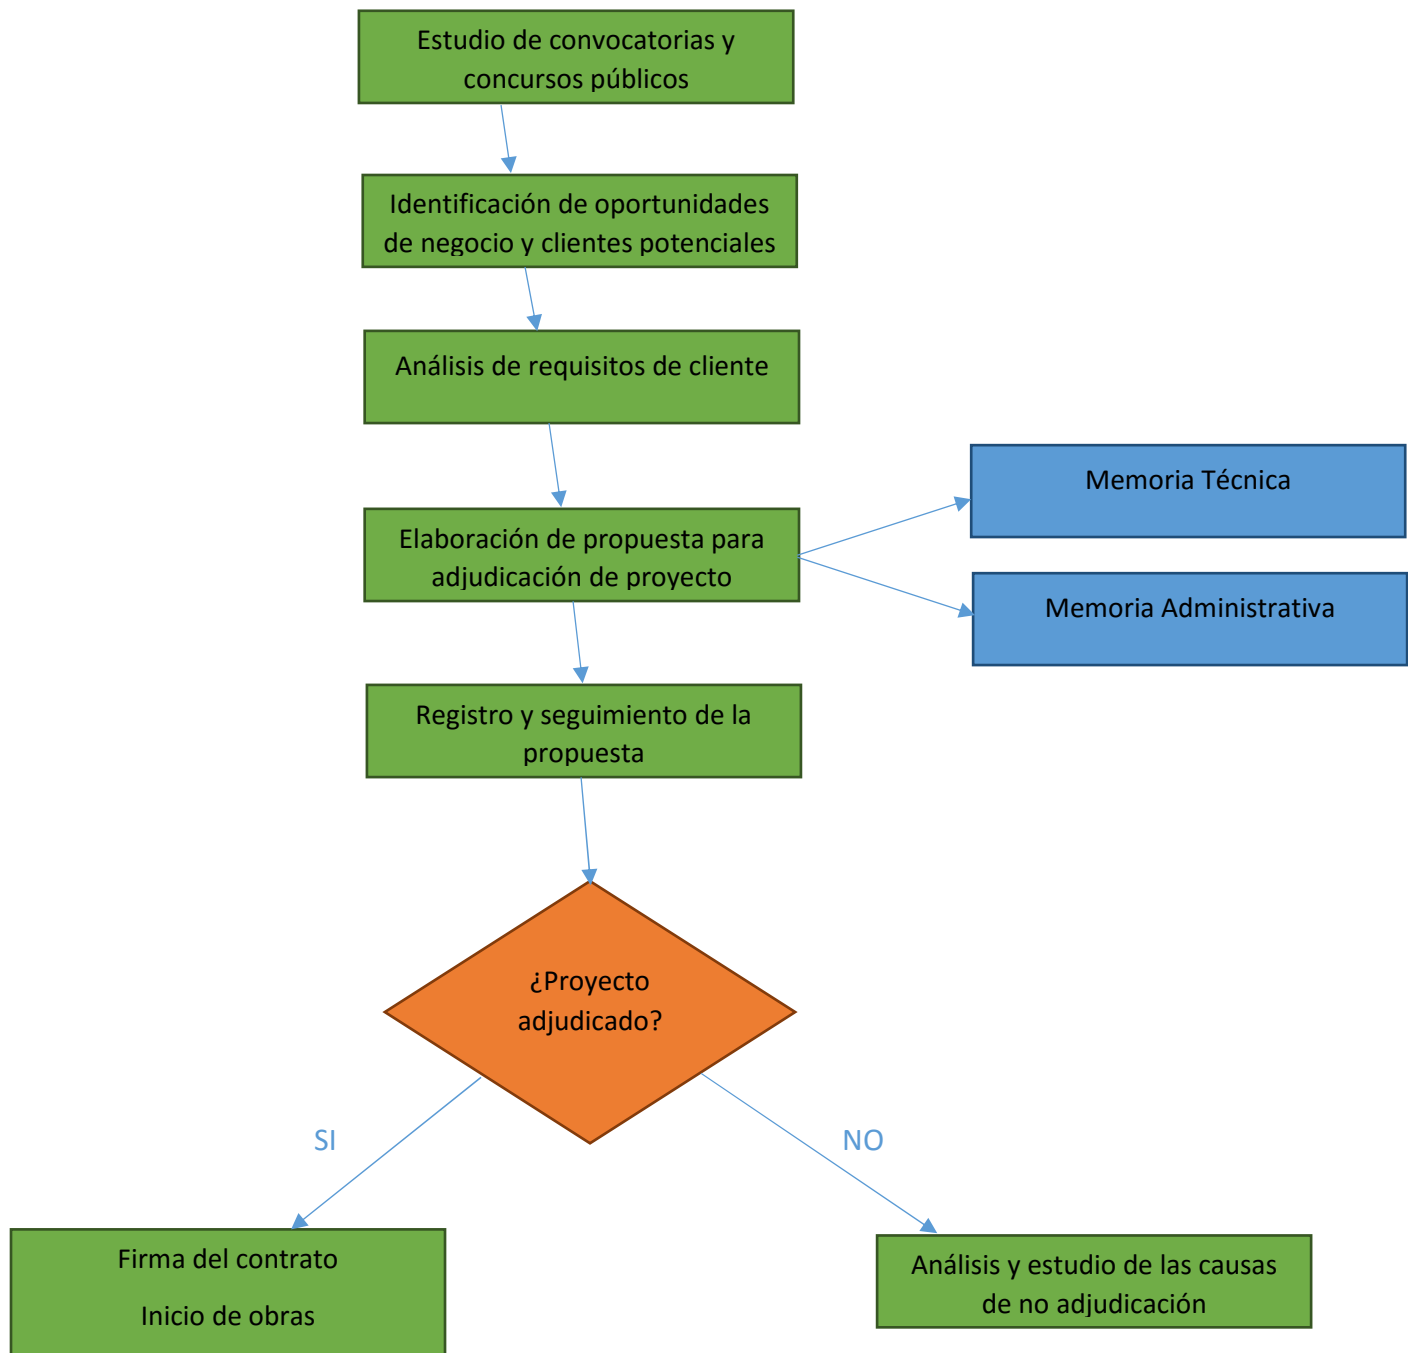 Estudio de convocatorias y
concursos públicos
Identificación de oportunidades
de negocio y clientes potenciales
Análisis de requisitos de cliente
Memoria Técnica
Elaboración de propuesta para
adjudicación de proyecto
Memoria Administrativa
Registro y seguimiento de la
propuesta
¿Proyecto
adjudicado?
SI
NO
Firma del contrato
Inicio de obras
Análisis y estudio de las causas
de no adjudicación